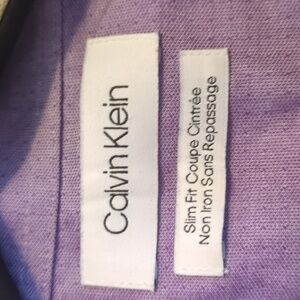 Calvin Klein
Slim Fit Coupe Cintrée
Non Iron Sans Repassage